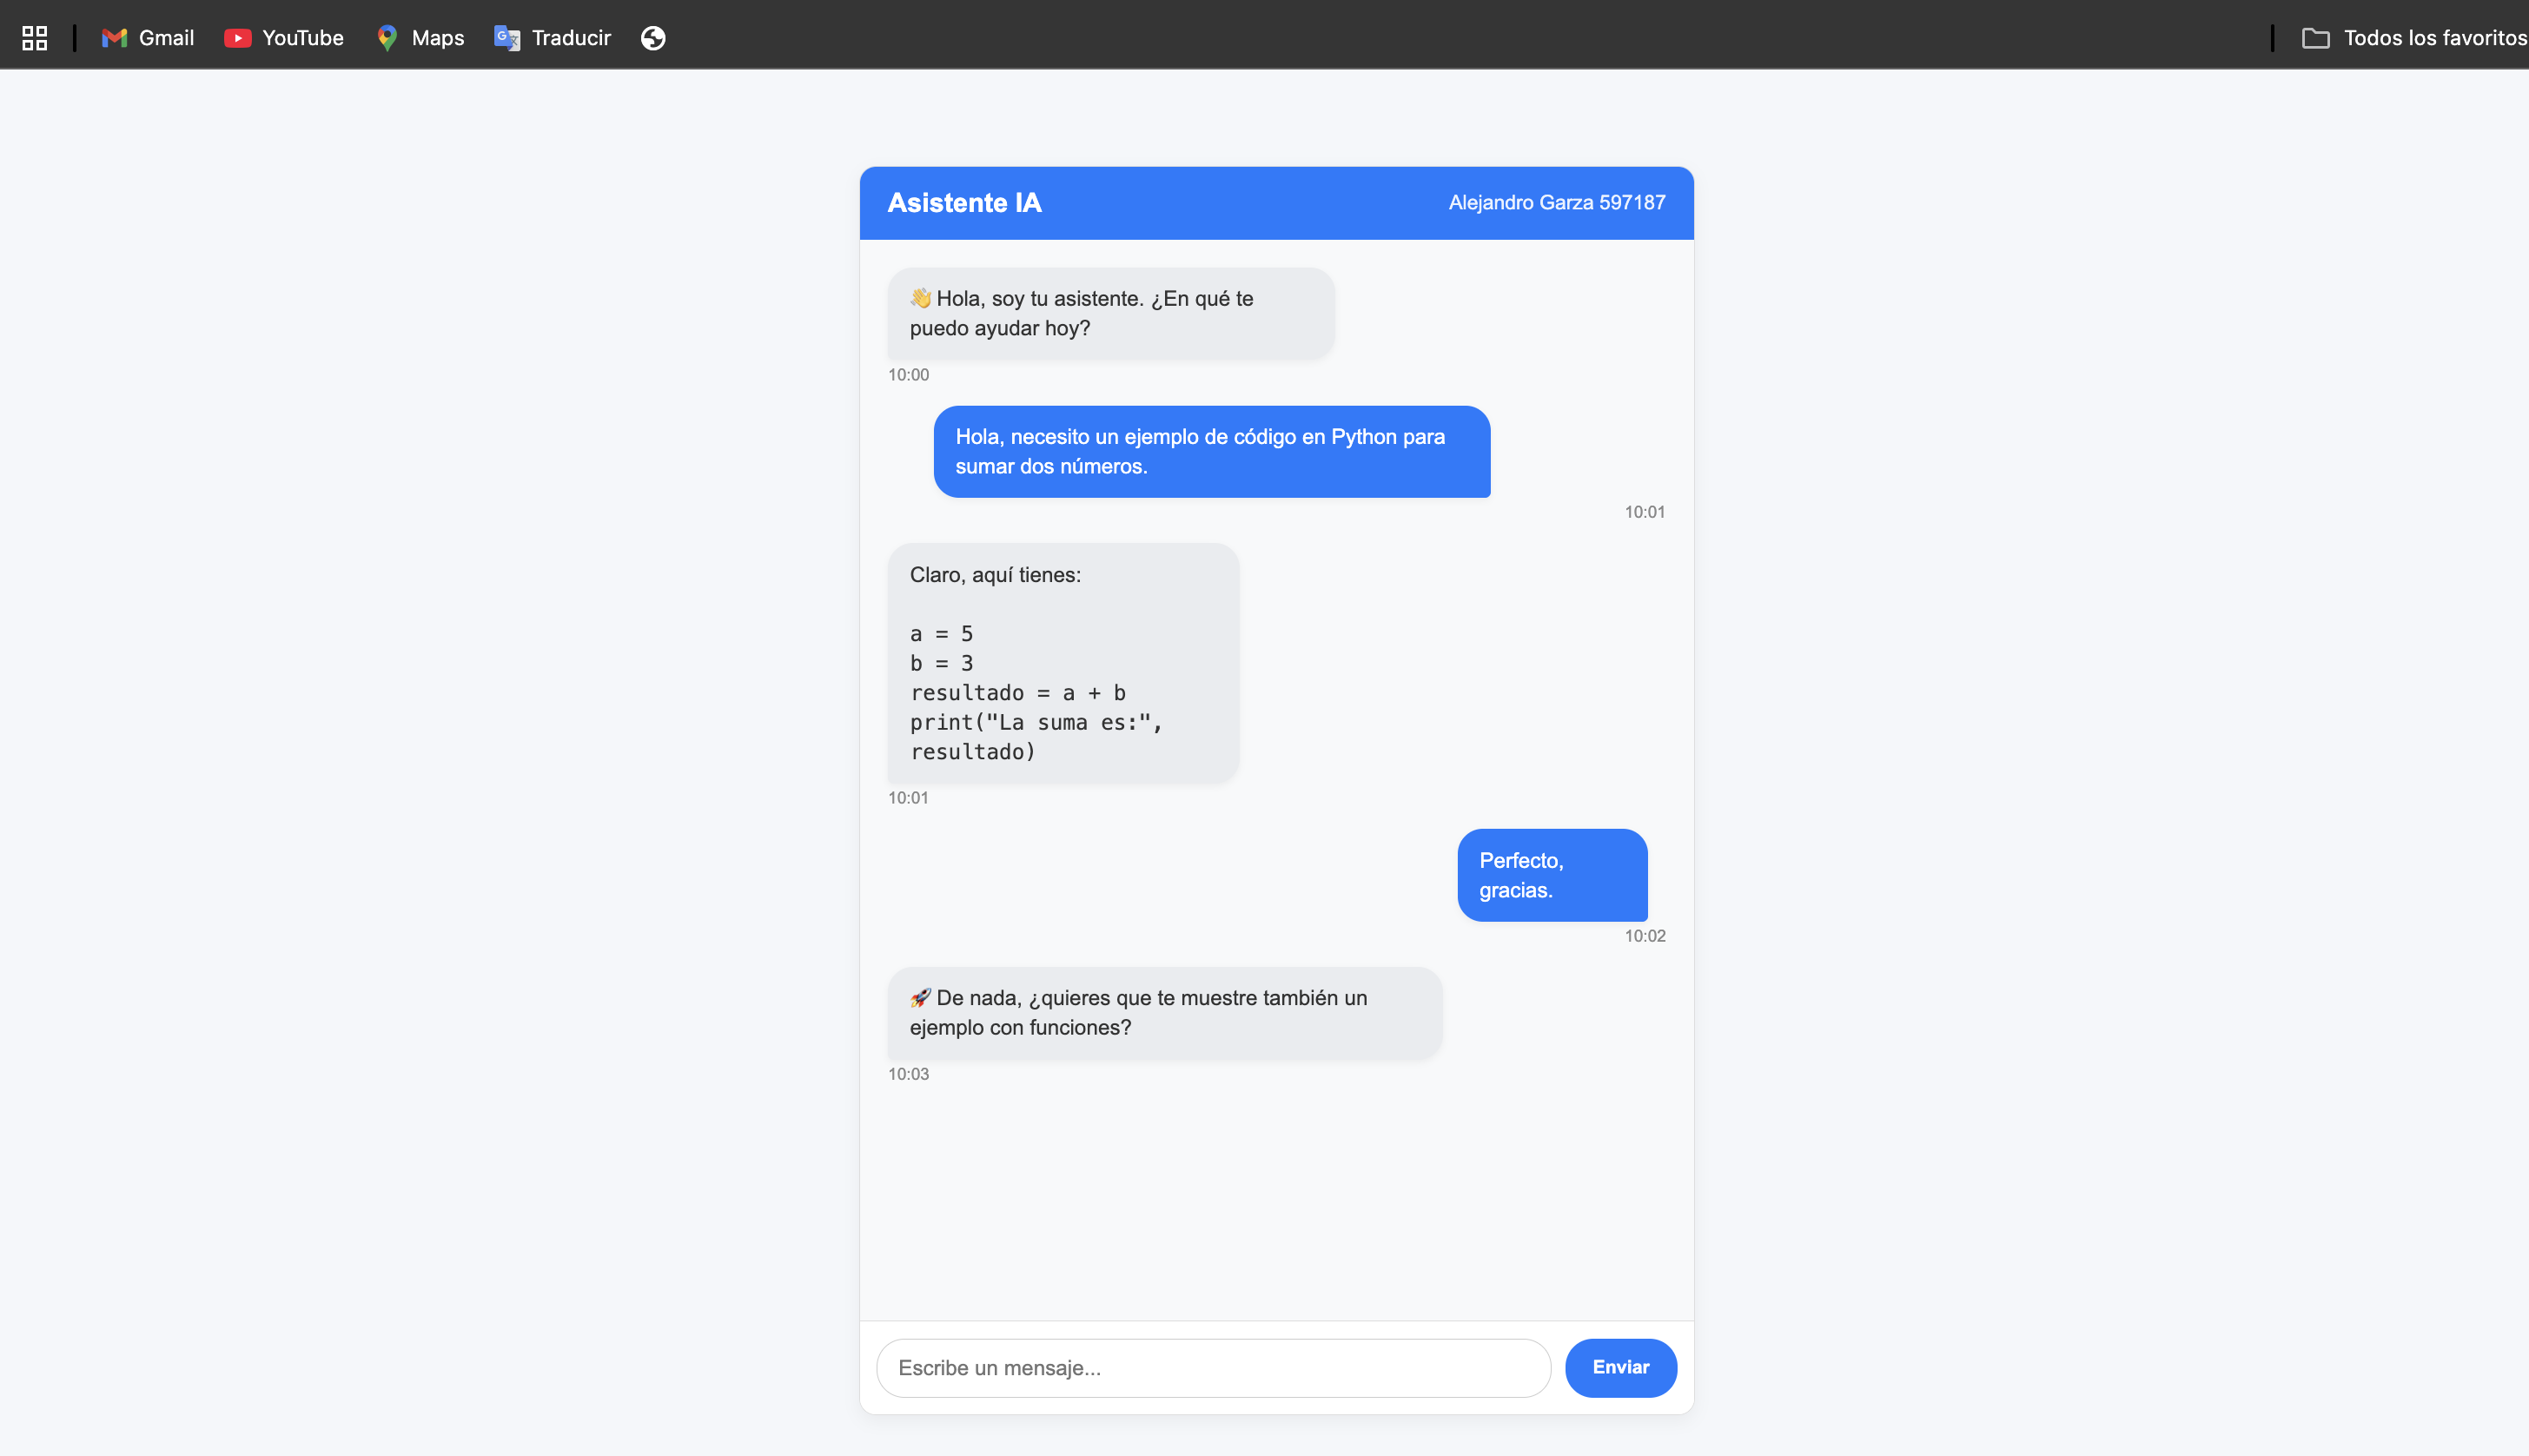 Gmail YouTube Maps Traducir Todos los favoritos
Asistente IA Alejandro Garza 597187
👋 Hola, soy tu asistente. ¿En qué te
puedo ayudar hoy?
10:00
Hola, necesito un ejemplo de código en Python para
sumar dos números.
10:01
Claro, aquí tienes:
a = 5
b = 3
resultado = a + b
print("La suma es:",
resultado)
10:01
Perfecto,
gracias.
10:02
🚀 De nada, ¿quieres que te muestre también un
ejemplo con funciones?
10:03
Escribe un mensaje... Enviar